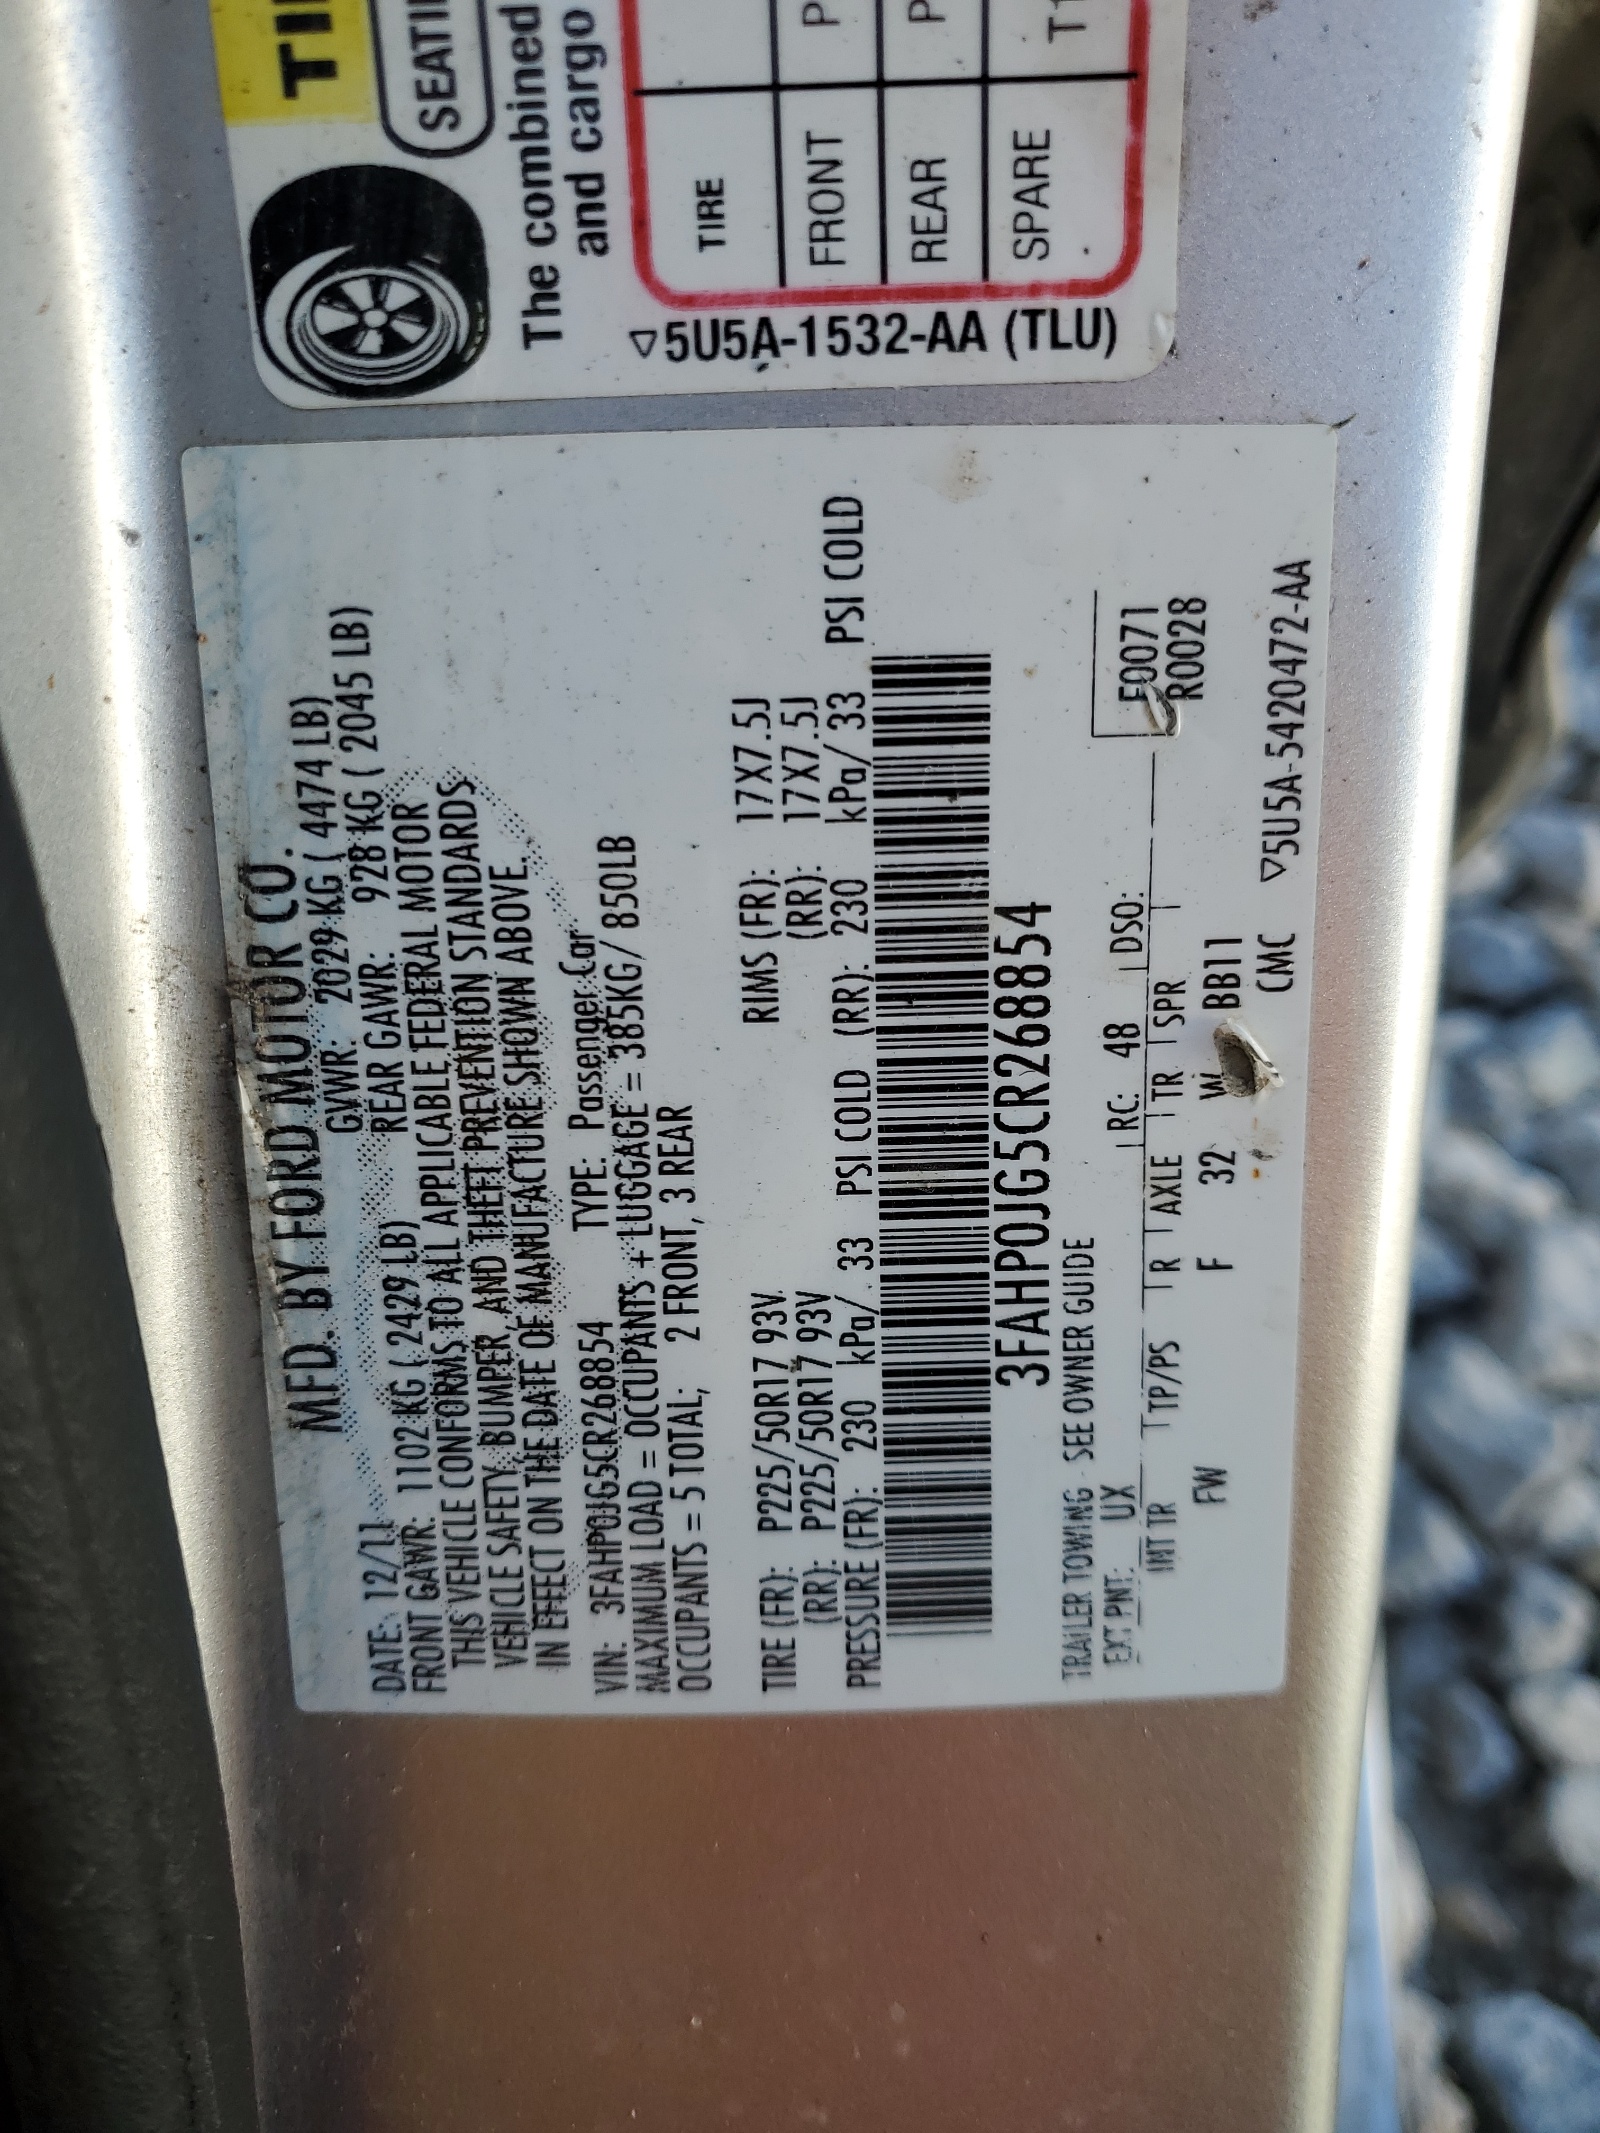 MFD. BY FORD MOTOR CO.
DATE: 12/11 GVWR: 2029 KG ( 4474 LB)
FRONT GAWR: 1102 KG ( 2429 LB) REAR GAWR: 928 KG ( 2045 LB)
THIS VEHICLE CONFORMS TO ALL APPLICABLE FEDERAL MOTOR
VEHICLE SAFETY, BUMPER, AND THEFT PREVENTION STANDARDS
IN EFFECT ON THE DATE OF MANUFACTURE SHOWN ABOVE.
VIN: 3FAHP0JG5CR268854 TYPE: Passenger Car
MAXIMUM LOAD = OCCUPANTS + LUGGAGE = 385KG/ 850LB
OCCUPANTS = 5 TOTAL; 2 FRONT, 3 REAR
TIRE (FR): P225/50R17 93V RIMS (FR): 17X7.5J
(RR): P225/50R17 93V (RR): 17X7.5J
PRESSURE (FR): 230 kPa/ 33 PSI COLD (RR): 230 kPa/ 33 PSI COLD
3FAHP0JG5CR268854
TRAILER TOWING - SEE OWNER GUIDE
EXT PNT: UX RC: 48 DSO: F0071
R0028
INT TR TP/PS R AXLE TR SPR
FW F 32 W BB11
CMC ▽5U5A-5420472-AA
TI
SEATI
The combined
and cargo
TIRE
FRONT P
REAR P
SPARE T1
▽5U5A-1532-AA (TLU)